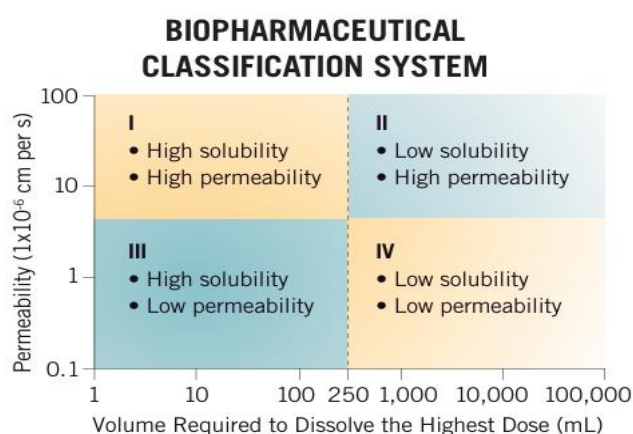 BIOPHARMACEUTICAL
CLASSIFICATION SYSTEM
Permeability (1x10⁻⁶ cm per s)
100
10
1
0.1
I
• High solubility
• High permeability
II
• Low solubility
• High permeability
III
• High solubility
• Low permeability
IV
• Low solubility
• Low permeability
1 10 100 250 1,000 10,000 100,000
Volume Required to Dissolve the Highest Dose (mL)